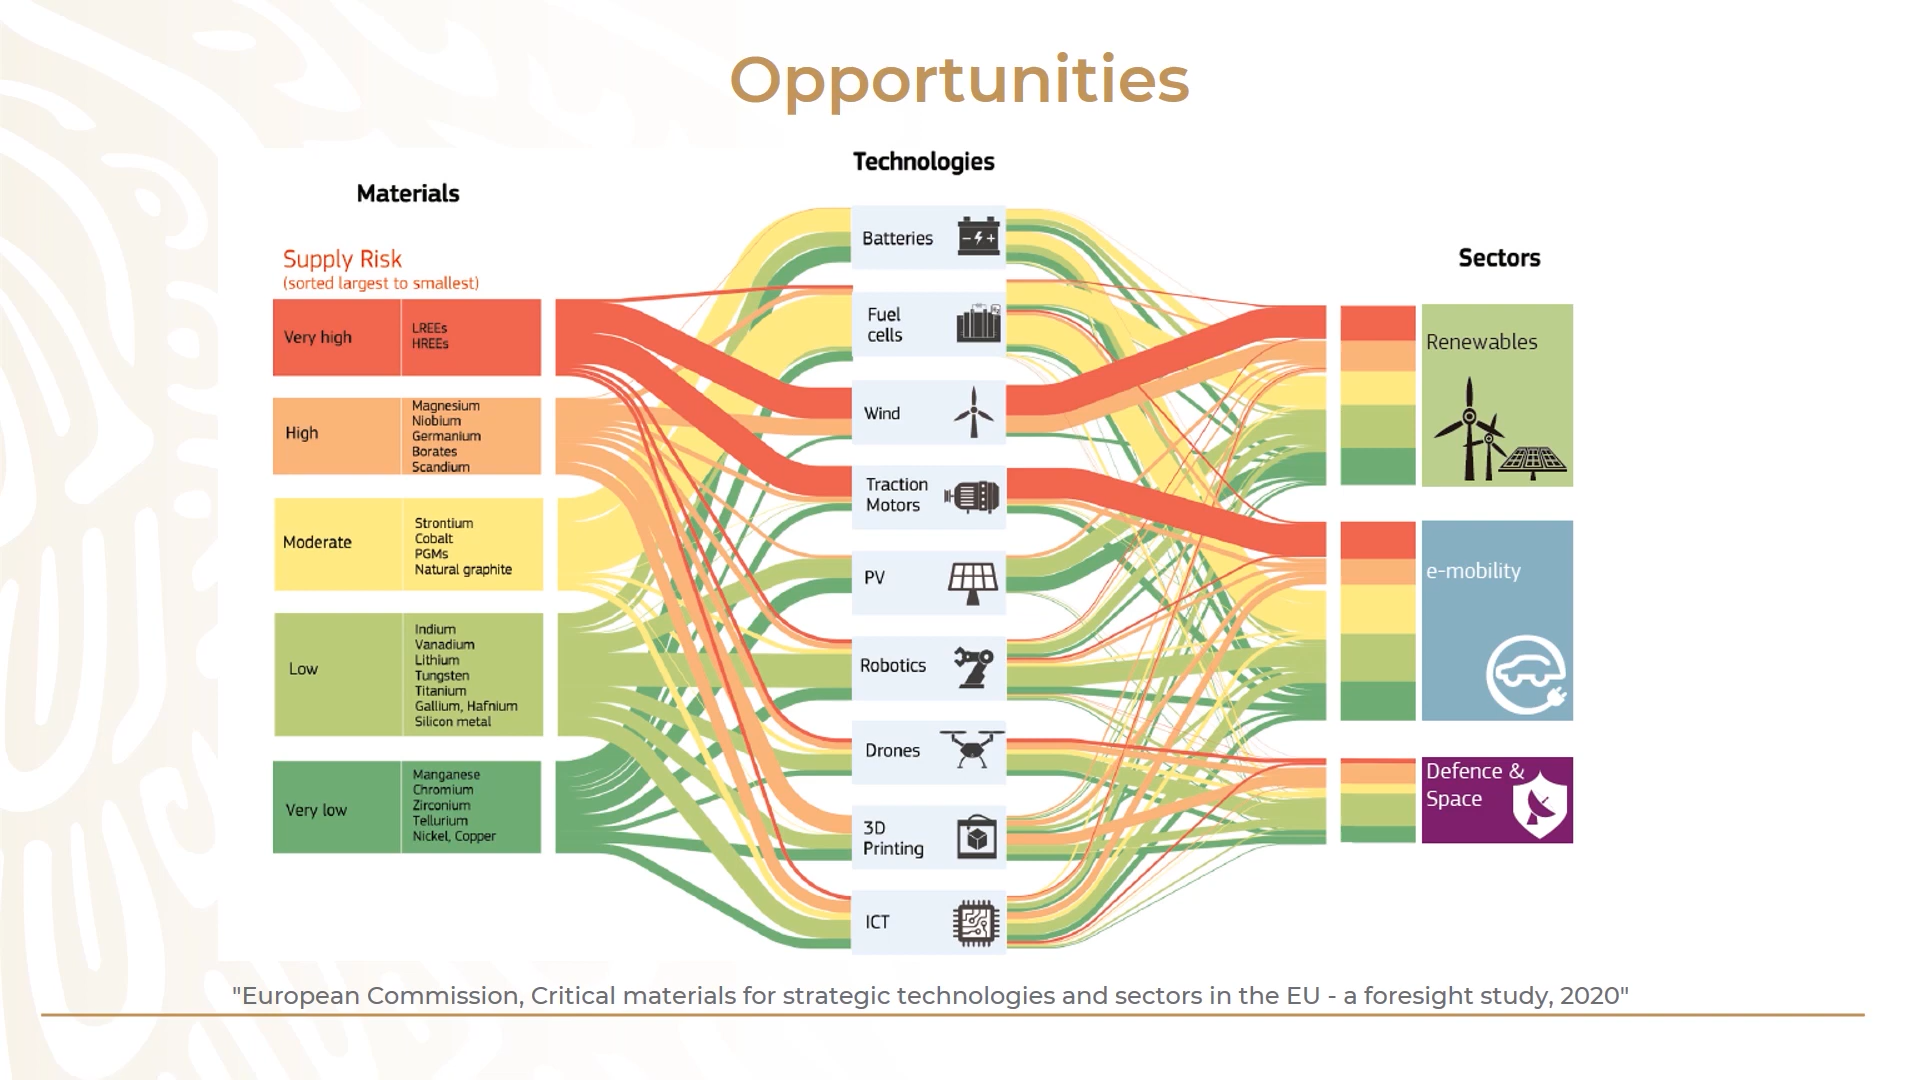 Opportunities
Technologies
Materials
Supply Risk
(sorted largest to smallest)
Very high
LREEs
HREEs
High
Magnesium
Niobium
Germanium
Borates
Scandium
Moderate
Strontium
Cobalt
PGMs
Natural graphite
Low
Indium
Vanadium
Lithium
Tungsten
Titanium
Gallium, Hafnium
Silicon metal
Very low
Manganese
Chromium
Zirconium
Tellurium
Nickel, Copper
Batteries
Fuel
cells
Wind
Traction
Motors
PV
Robotics
Drones
3D
Printing
ICT
Sectors
Renewables
e-mobility
Defence &
Space
"European Commission, Critical materials for strategic technologies and sectors in the EU - a foresight study, 2020"